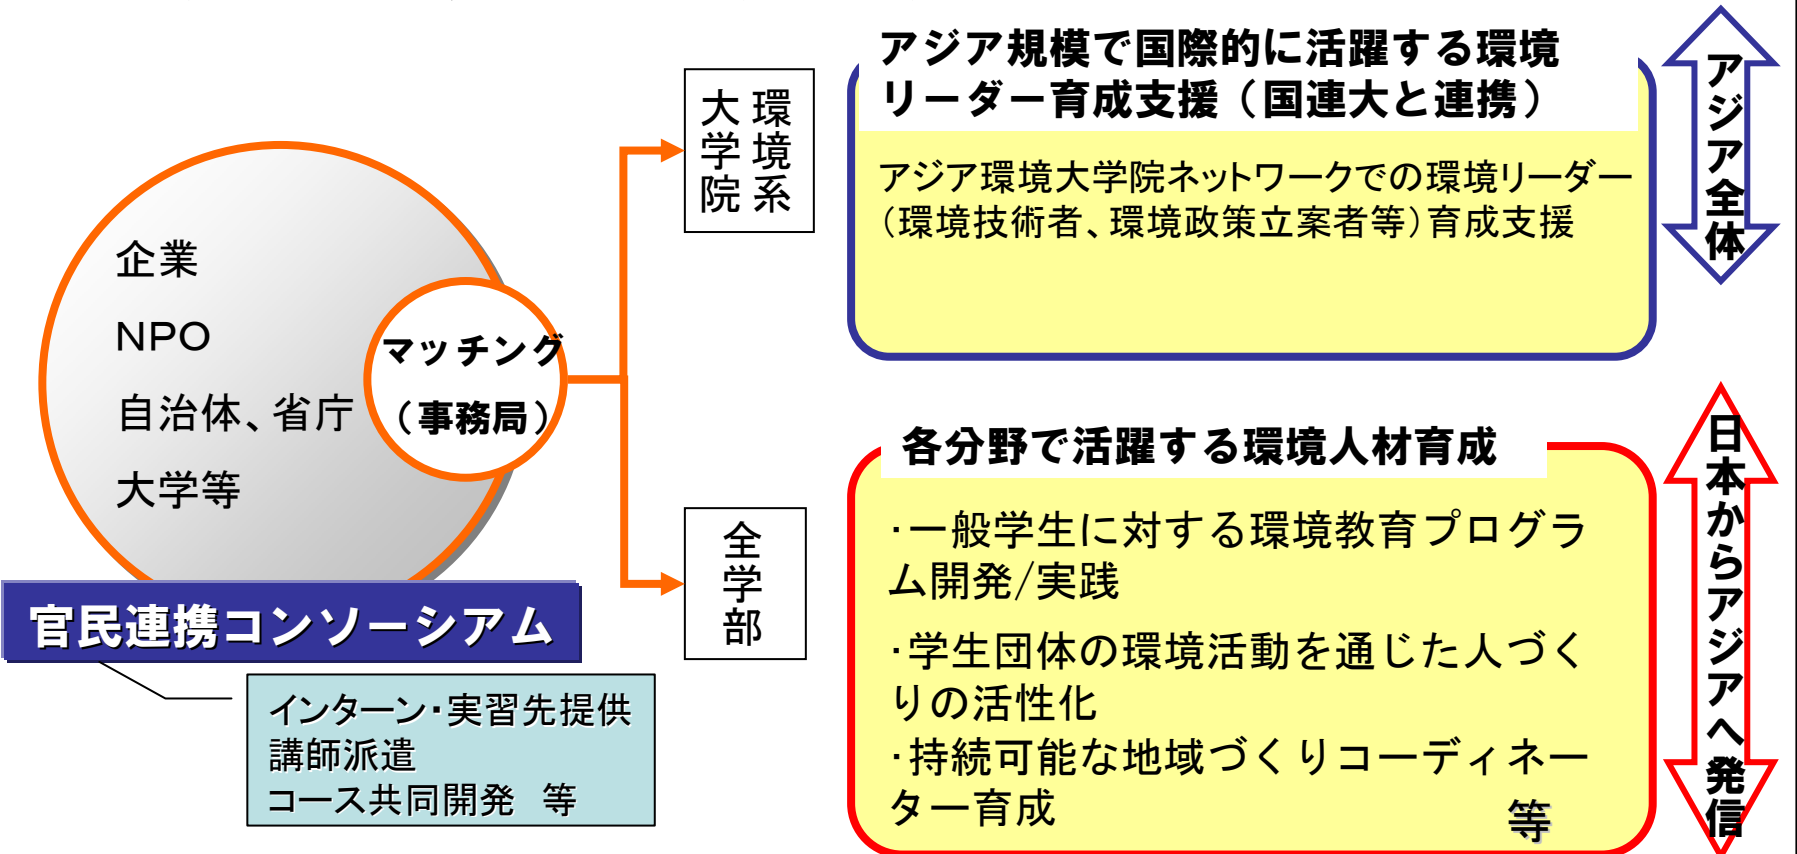 企業
NPO
自治体、省庁
大学等
マッチング
（事務局）
官民連携コンソーシアム
インターン・実習先提供
講師派遣
コース共同開発　等
環境系
大学院
全学部
アジア規模で国際的に活躍する環境
リーダー育成支援（国連大と連携）
アジア環境大学院ネットワークでの環境リーダー
（環境技術者、環境政策立案者等）育成支援
アジア全体
各分野で活躍する環境人材育成
・一般学生に対する環境教育プログラ
ム開発/実践
・学生団体の環境活動を通じた人づく
りの活性化
・持続可能な地域づくりコーディネー
ター育成
等
日本からアジアへ発信